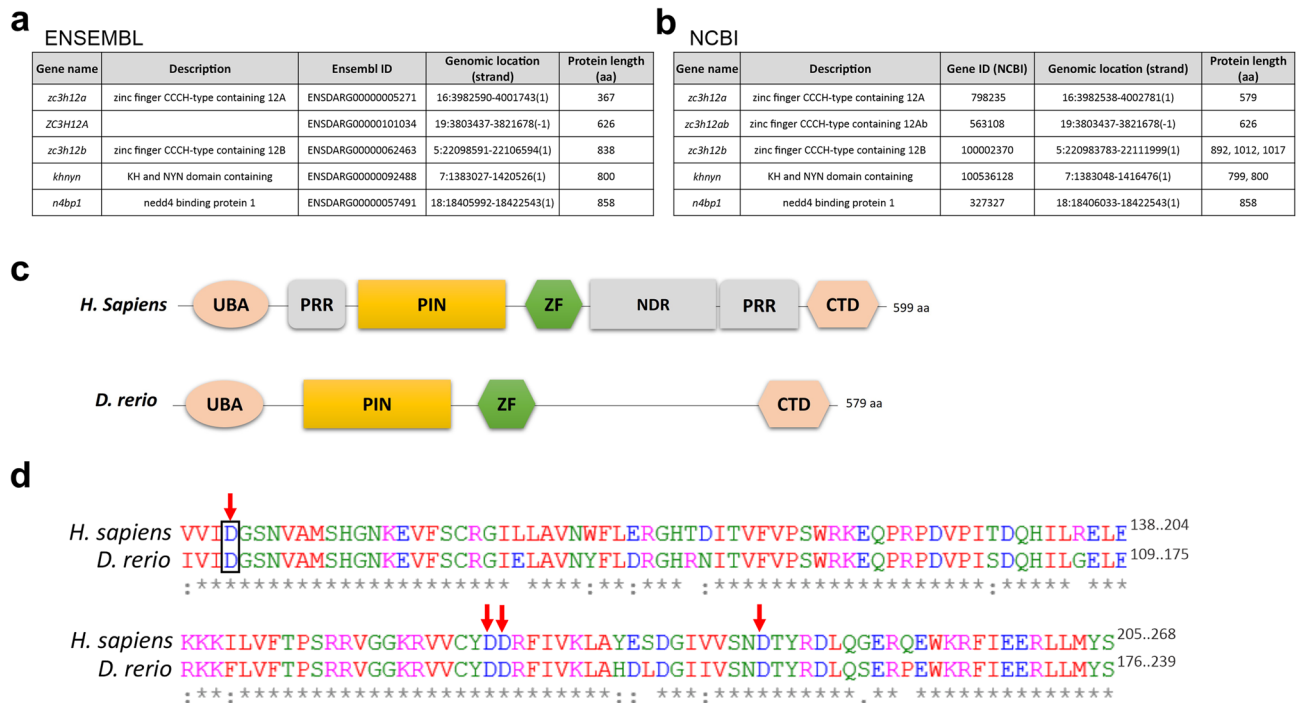 a
ENSEMBL
Gene name Description Ensembl ID Genomic location (strand) Protein length (aa)
zc3h12a zinc finger CCCH-type containing 12A ENSDARG00000005271 16:3982590-4001743(1) 367
ZC3H12A ENSDARG00000101034 19:3803437-3821678(-1) 626
zc3h12b zinc finger CCCH-type containing 12B ENSDARG00000062463 5:22098591-22106594(1) 838
khnyn KH and NYN domain containing ENSDARG00000092488 7:1383027-1420526(1) 800
n4bp1 nedd4 binding protein 1 ENSDARG00000057491 18:18405992-18422543(1) 858
b
NCBI
Gene name Description Gene ID (NCBI) Genomic location (strand) Protein length (aa)
zc3h12a zinc finger CCCH-type containing 12A 798235 16:3982538-4002781(1) 579
zc3h12ab zinc finger CCCH-type containing 12Ab 563108 19:3803437-3821678(-1) 626
zc3h12b zinc finger CCCH-type containing 12B 100002370 5:220983783-22111999(1) 892, 1012, 1017
khnyn KH and NYN domain containing 100536128 7:1383048-1416476(1) 799, 800
n4bp1 nedd4 binding protein 1 327327 18:18406033-18422543(1) 858
c
H. Sapiens UBA PRR PIN ZF NDR PRR CTD 599 aa
D. rerio UBA PIN ZF CTD 579 aa
d
H. sapiens VVIDGSNVAMSHGNKEVFSCRGILLAVNWFLERGHTDITVFVPSWRKEQPRPDVPITDQHILRELE 138..204
D. rerio IVIDGSNVAMSHGNKEVFSCRGIELAVNYFLDRGHRNITVFVPSWRKEQPRPDVPISDQHILGELE 109..175
:********************** ****:**:*** :*******************:***** ***
H. sapiens KKKILVFTPSRRVGGKRVVCYDDRFIVKLAYESDGIVVSNDTYRDLQGERQEWKRFIEERLLMYS 205..268
D. rerio RKKFLVFTPSRRVGGKRVVCYDDRFIVKLAHDLDGIIVSNDTYRDLQSERPEWKRFIEERLLMYS 176..239
:**:**************************:: ***:**********.** **************